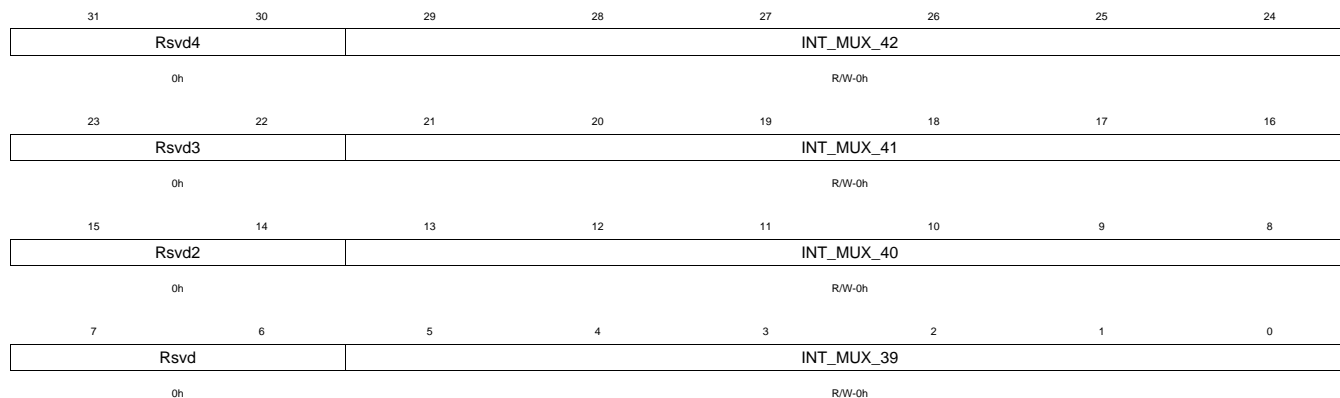 31 30 29 28 27 26 25 24
Rsvd4 INT_MUX_42
0h R/W-0h
23 22 21 20 19 18 17 16
Rsvd3 INT_MUX_41
0h R/W-0h
15 14 13 12 11 10 9 8
Rsvd2 INT_MUX_40
0h R/W-0h
7 6 5 4 3 2 1 0
Rsvd INT_MUX_39
0h R/W-0h